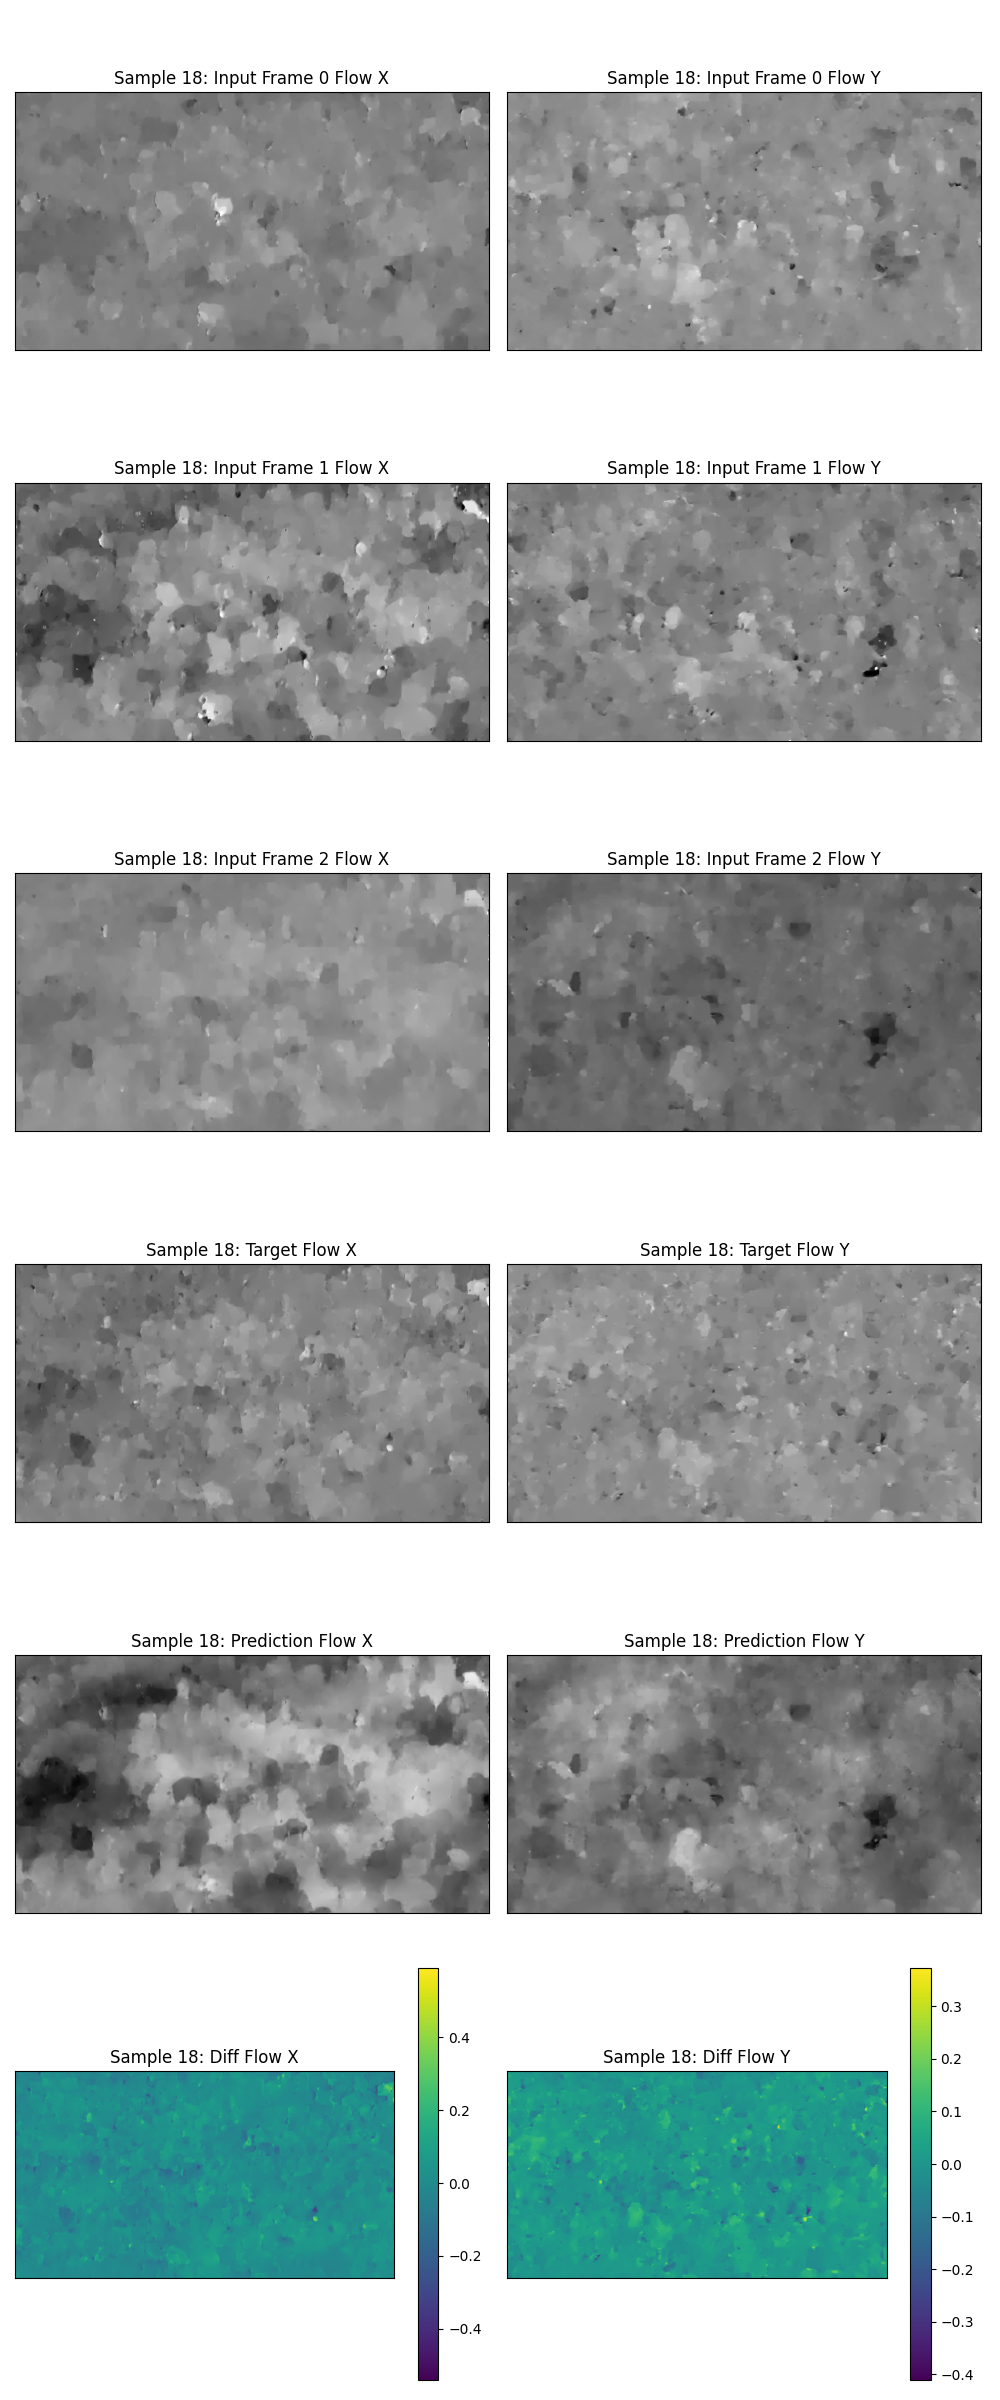 Sample 18: Input Frame 0 Flow X
Sample 18: Input Frame 0 Flow Y
Sample 18: Input Frame 1 Flow X
Sample 18: Input Frame 1 Flow Y
Sample 18: Input Frame 2 Flow X
Sample 18: Input Frame 2 Flow Y
Sample 18: Target Flow X
Sample 18: Target Flow Y
Sample 18: Prediction Flow X
Sample 18: Prediction Flow Y
Sample 18: Diff Flow X
0.4
0.2
0.0
−0.2
−0.4
Sample 18: Diff Flow Y
0.3
0.2
0.1
0.0
−0.1
−0.2
−0.3
−0.4